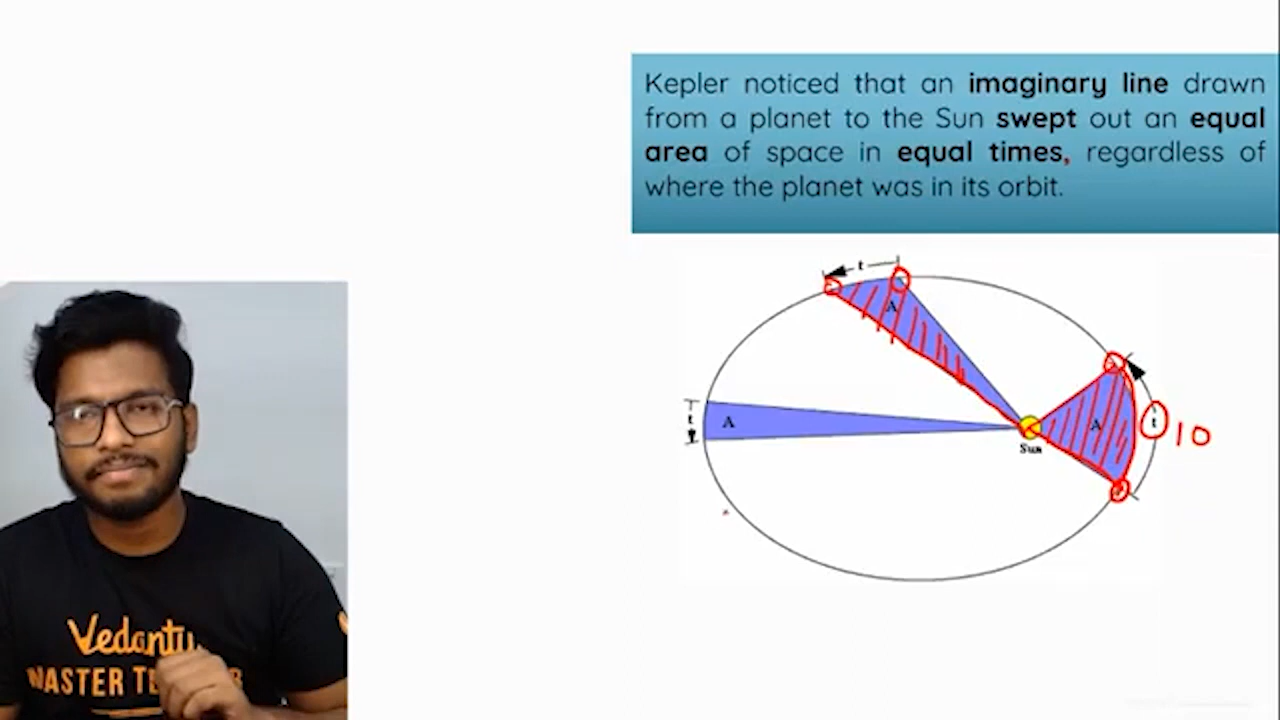 Kepler noticed that an imaginary line drawn
from a planet to the Sun swept out an equal
area of space in equal times, regardless of
where the planet was in its orbit.
t
A
t
A
Sun
A
t
10
Vedantu
MASTER TE